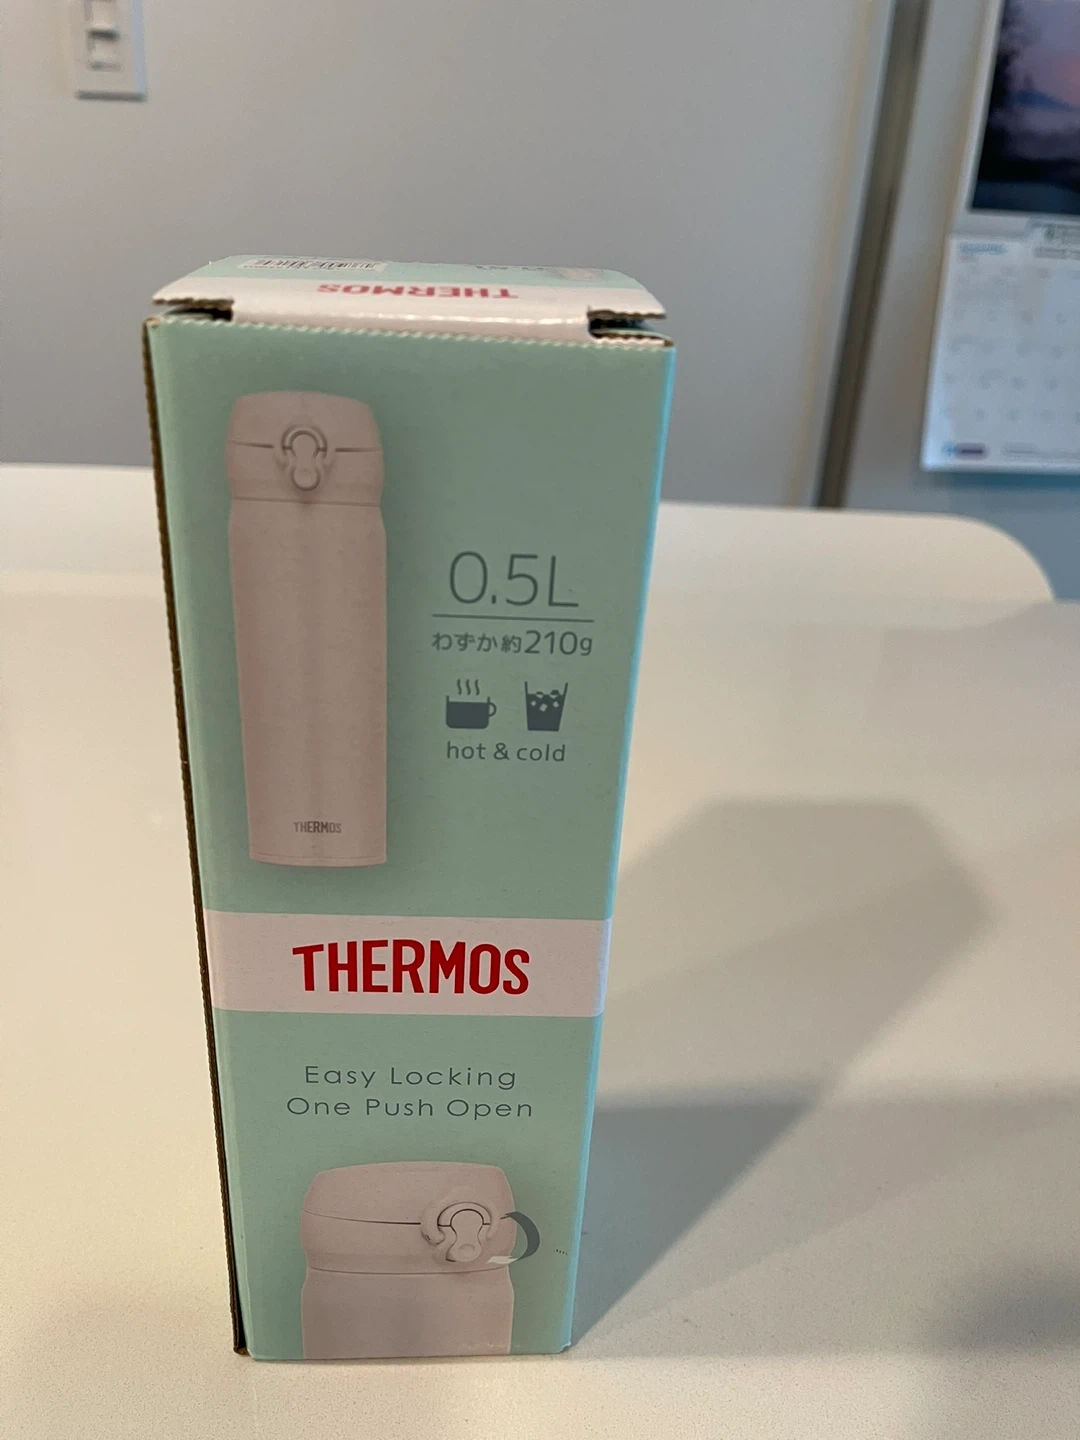 THERMOS
0.5L
わずか約210g
hot & cold
THERMOS
THERMOS
Easy Locking
One Push Open